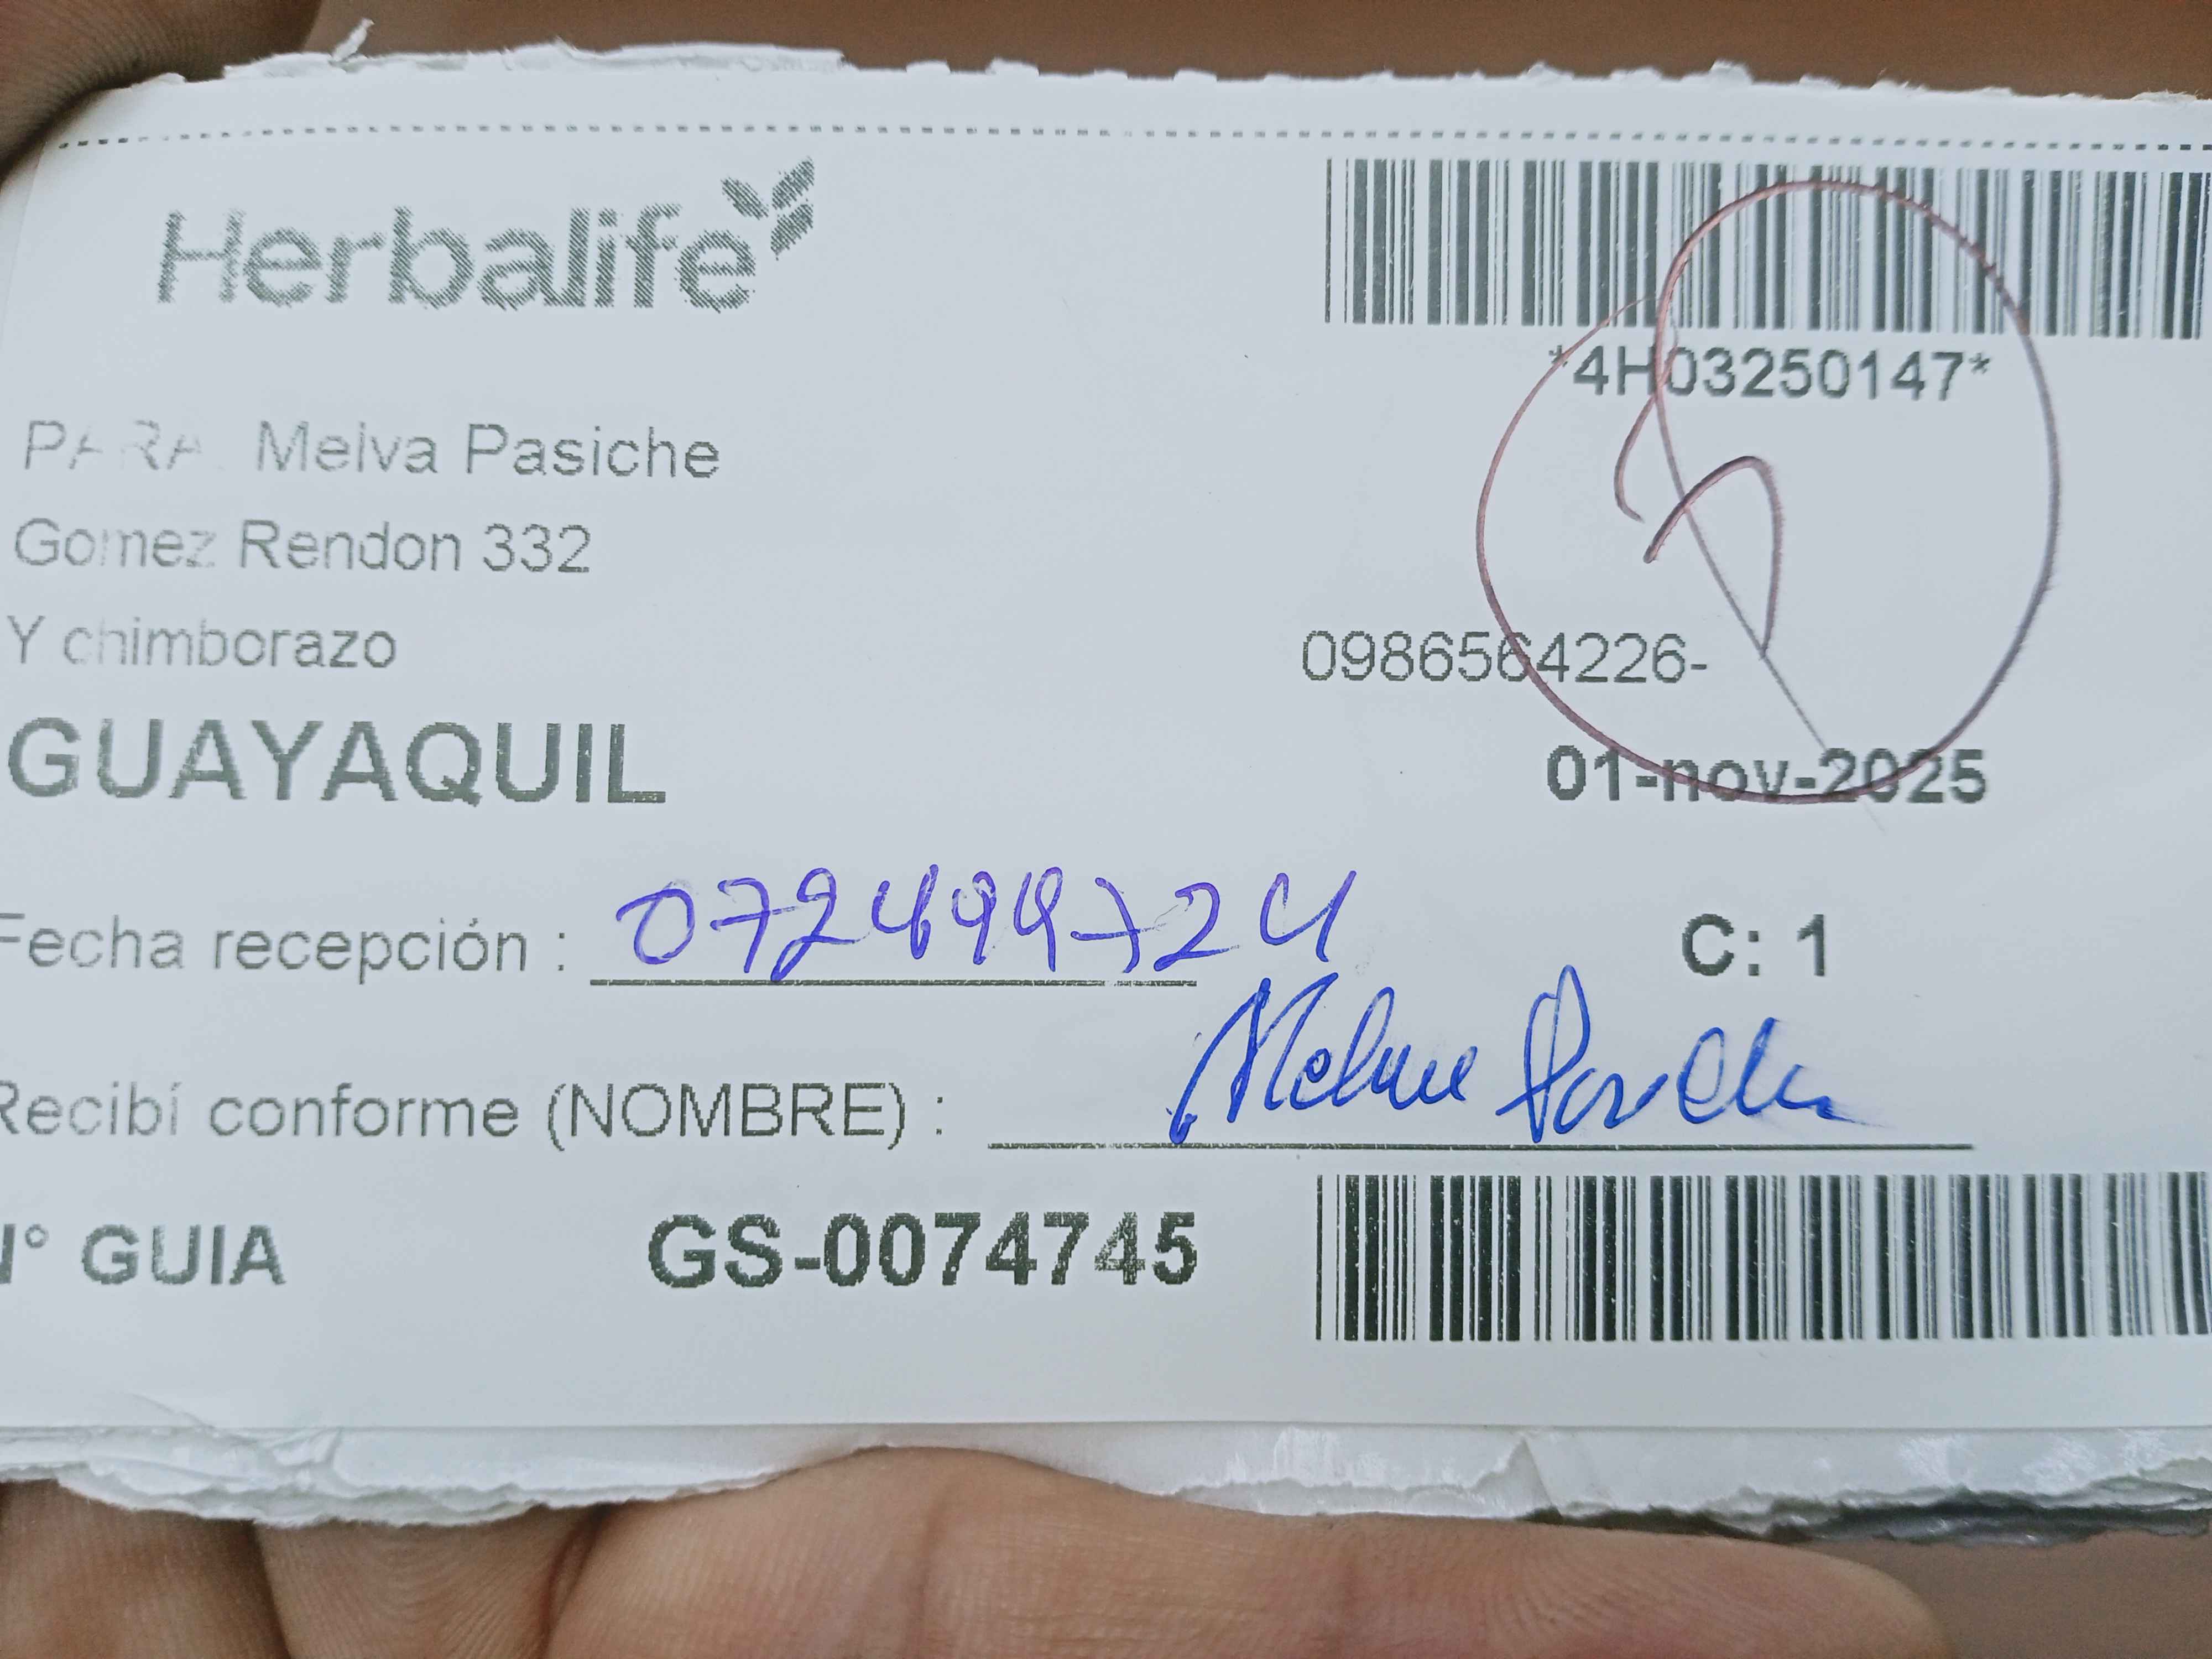 Herbalife
*4H03250147*
PARA. Melva Pasiche
Gomez Rendon 332
Y chimborazo
0986564226-
GUAYAQUIL
01-nov-2025
Fecha recepción : 0724999724
C: 1
Recibí conforme (NOMBRE) :
N° GUIA GS-0074745